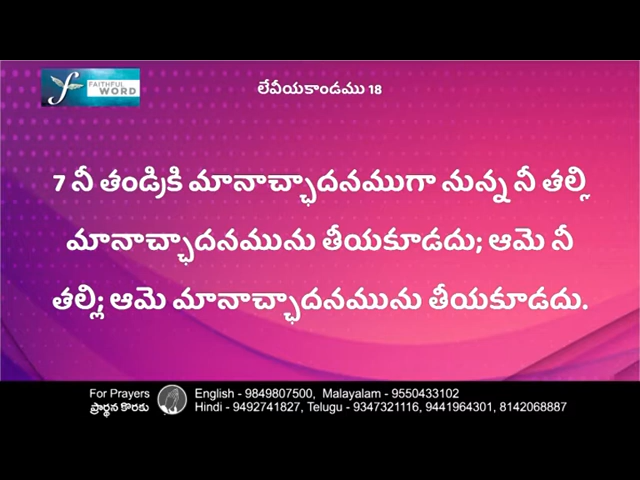 FAITHFUL
WORD
లేవీయకాండము 18
7 నీ తండ్రికి మానాచ్ఛాదనముగా నున్న నీ తల్లి
మానాచ్ఛాదనమును తీయకూడదు; ఆమె నీ
తల్లి; ఆమె మానాచ్ఛాదనమును తీయకూడదు.
For Prayers
ప్రార్థన కొరకు
English - 9849807500, Malayalam - 9550433102
Hindi - 9492741827, Telugu - 9347321116, 9441964301, 8142068887